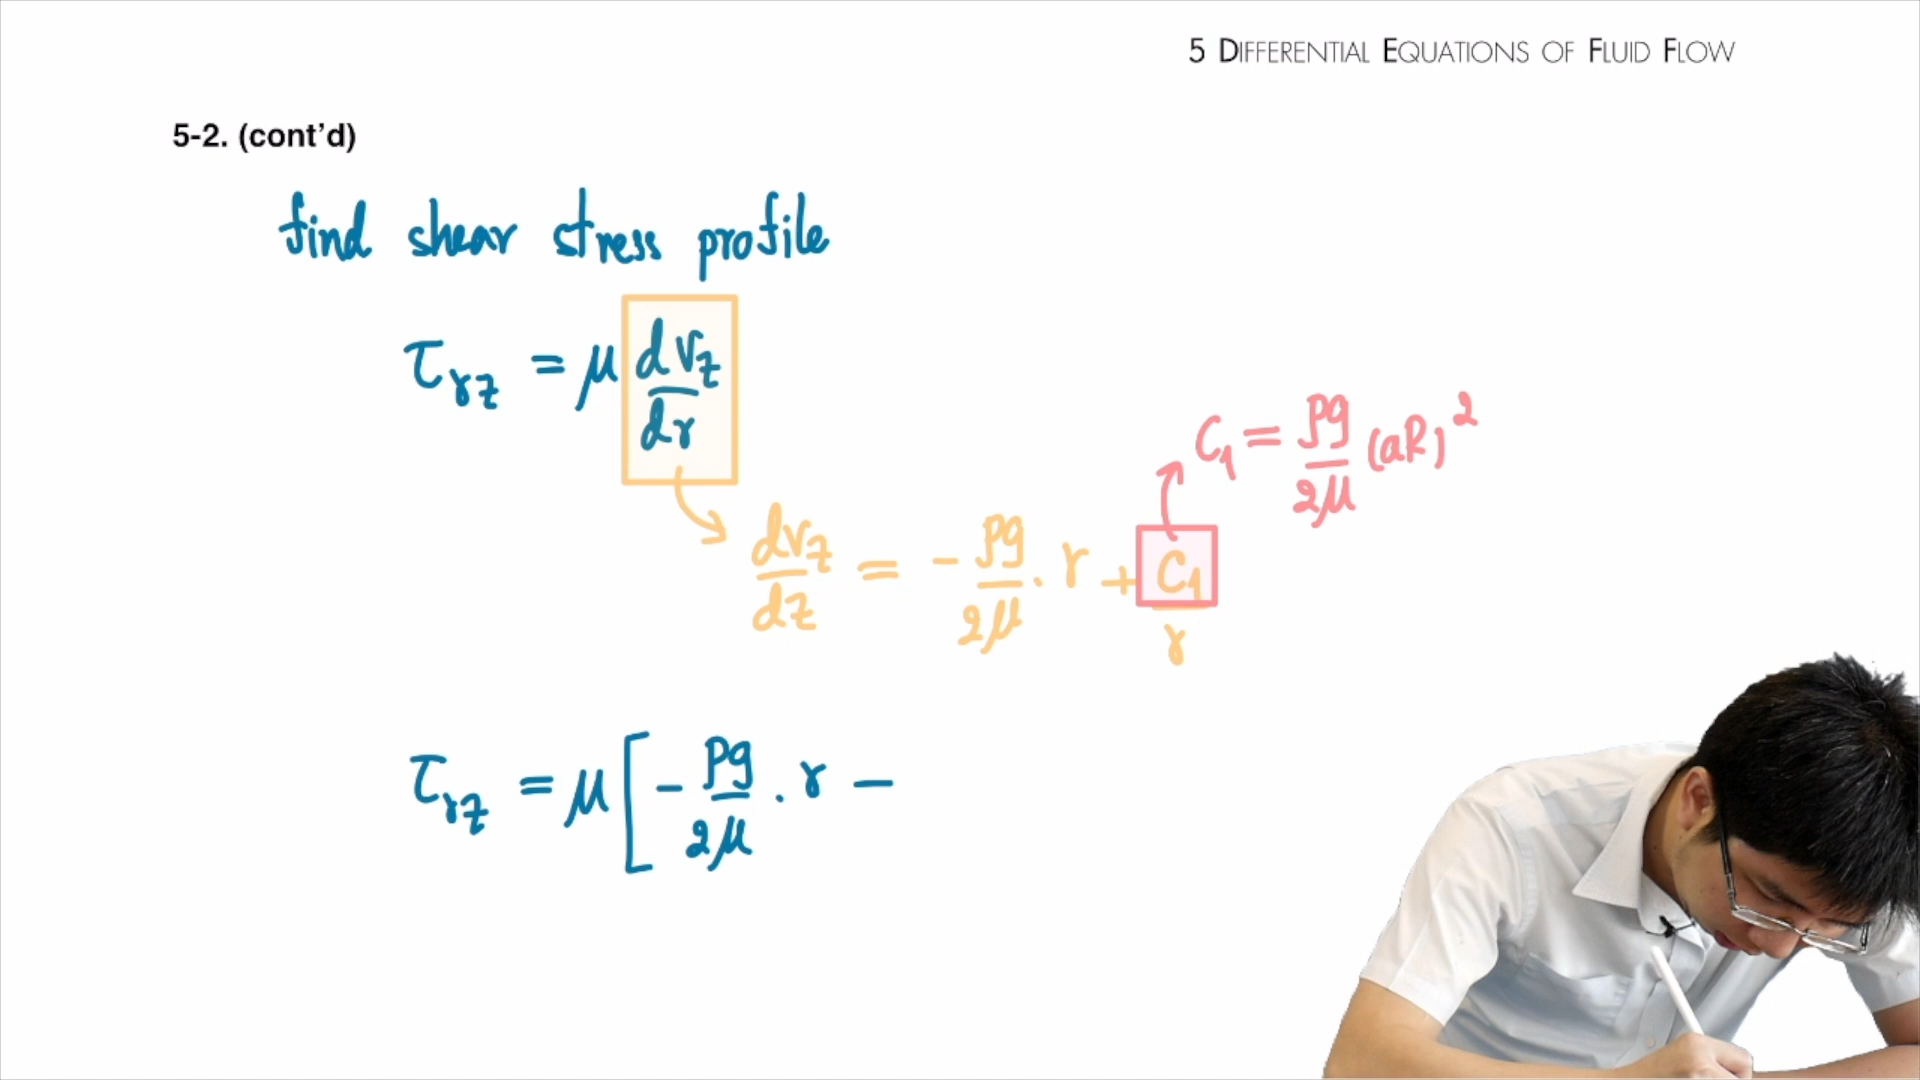 5 DIFFERENTIAL EQUATIONS OF FLUID FLOW
5-2. (cont’d)
find shear stress profile
τrz = μ dvz/dr
C1 = ρg/2μ (aR)²
dvz/dz = - ρg/2μ · r + C1/r
τrz = μ [ - ρg/2μ · r −